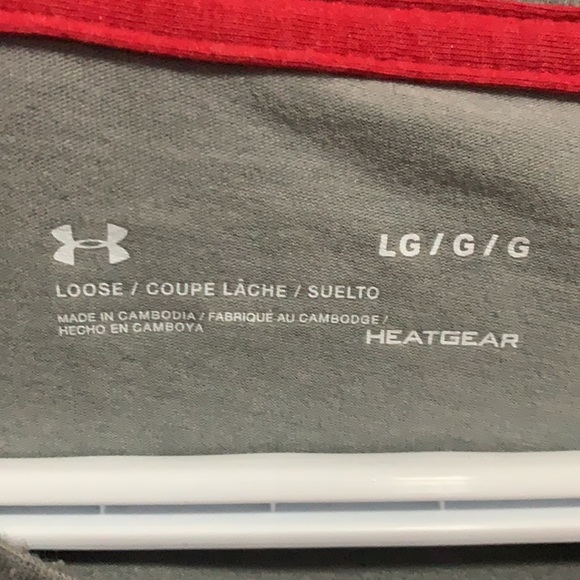 LG / G / G
LOOSE / COUPE LÂCHE / SUELTO
MADE IN CAMBODIA / FABRIQUÉ AU CAMBODGE /
HECHO EN CAMBOYA
HEATGEAR